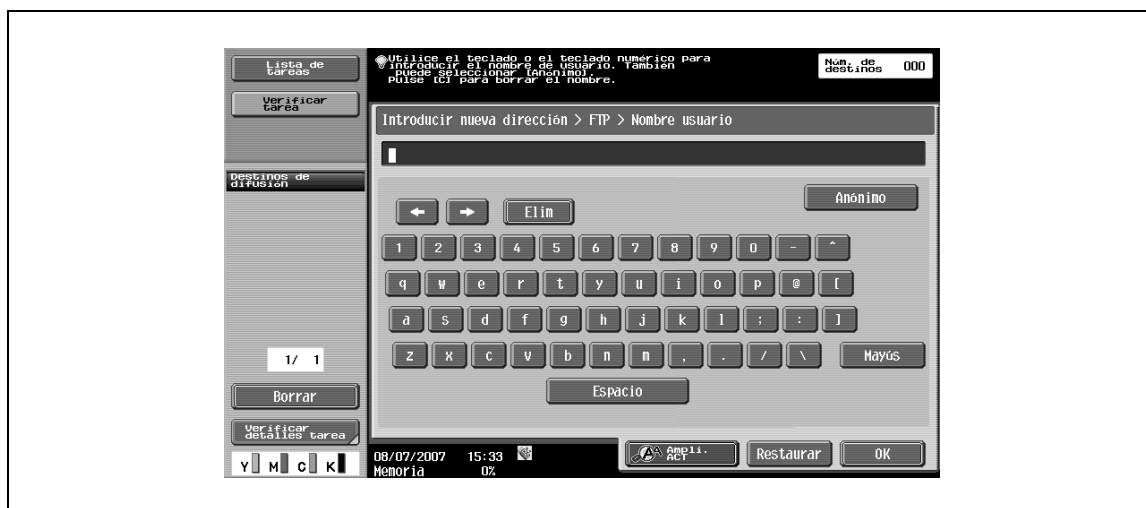 Lista de
tareas
Verificar
tarea
Destinos de
difusión
1/ 1
Borrar
Verificar
detalles tarea
Y M C K
Utilice el teclado o el teclado numérico para
introducir el nombre de usuario. También
puede seleccionar [Anónimo].
Pulse [C] para borrar el nombre.
Núm. de
destinos 000
Introducir nueva dirección > FTP > Nombre usuario
Anónimo
Elim
1 2 3 4 5 6 7 8 9 0 - ^
q w e r t y u i o p @ [
a s d f g h j k l ; : ]
z x c v b n m , . / \ Mayús
Espacio
08/07/2007 15:33
Memoria 0%
Ampli.
ACT
Restaurar
OK